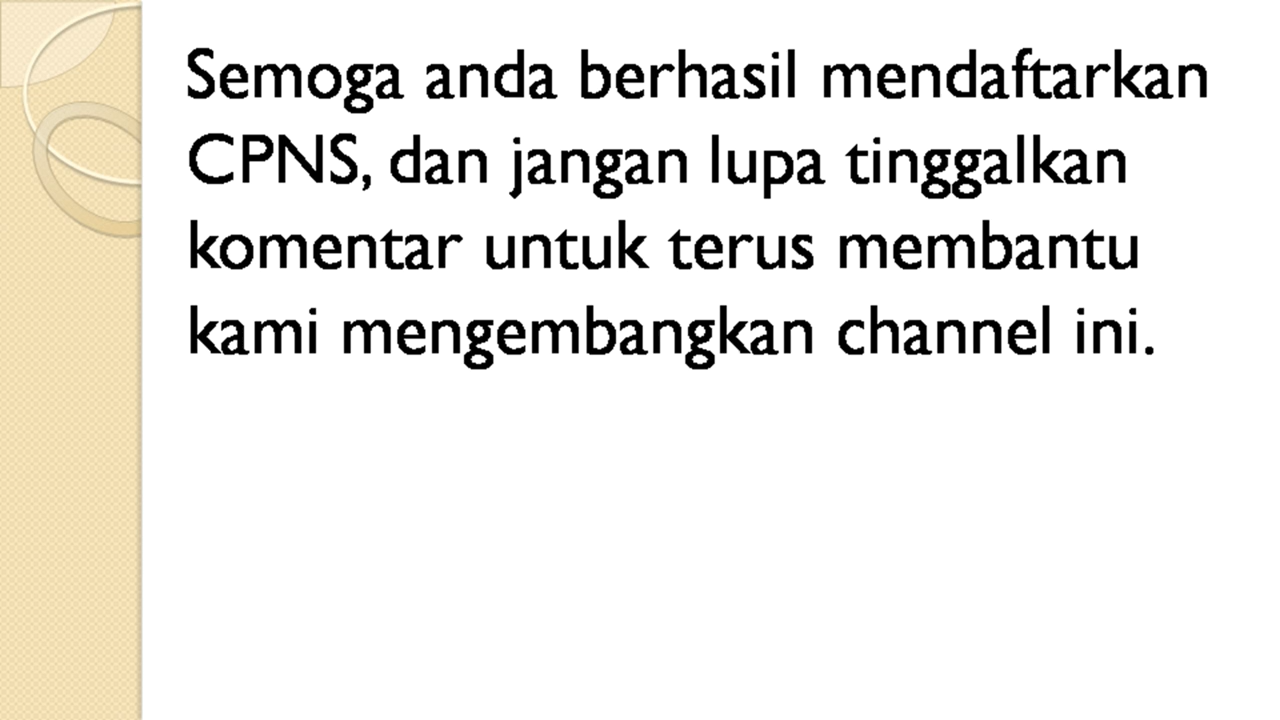 Semoga anda berhasil mendaftarkan
CPNS, dan jangan lupa tinggalkan
komentar untuk terus membantu
kami mengembangkan channel ini.